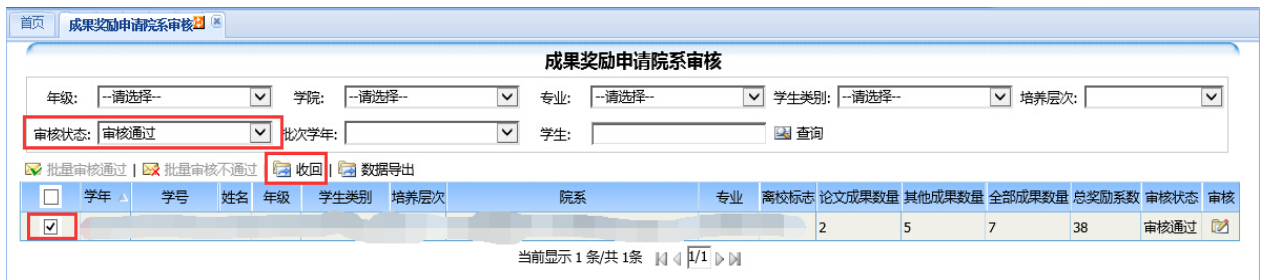 首页 成果奖励申请院系审核
成果奖励申请院系审核
年级: --请选择-- 学院: --请选择-- 专业: --请选择-- 学生类别: --请选择-- 培养层次:
审核状态: 审核通过 批次学年: 学生: 查询
批量审核通过 | 批量审核不通过 收回 | 数据导出
学年 学号 姓名 年级 学生类别 培养层次 院系 专业 离校标志 论文成果数量 其他成果数量 全部成果数量 总奖励系数 审核状态 审核
2 5 7 38 审核通过
当前显示 1 条/共 1条 1/1